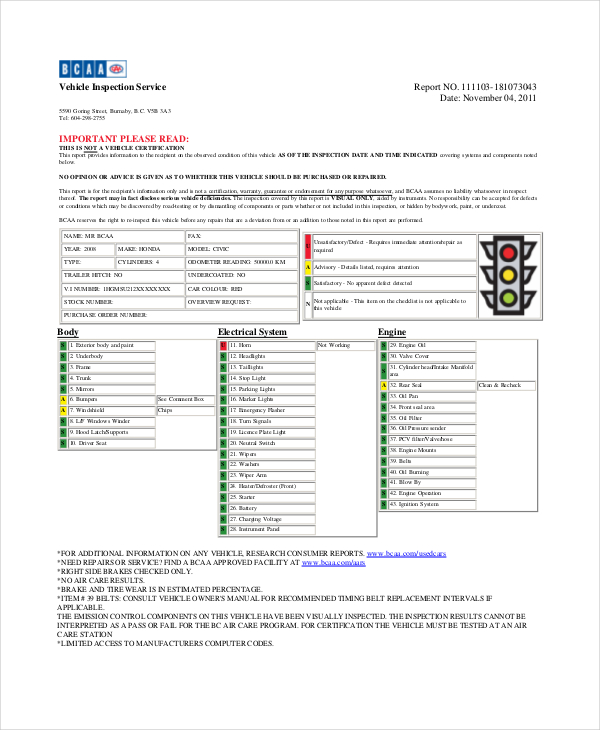 BCAA
Vehicle Inspection Service
Report NO. 111103-181073043
Date: November 04, 2011
5590 Goring Street, Burnaby, B.C. V5B 3A3
Tel: 604-298-2755
IMPORTANT PLEASE READ:
THIS IS NOT A VEHICLE CERTIFICATION
This report provides information to the recipient on the observed condition of this vehicle AS OF THE INSPECTION DATE AND TIME INDICATED covering systems and components noted
below.
NO OPINION OR ADVICE IS GIVEN AS TO WHETHER THIS VEHICLE SHOULD BE PURCHASED OR REPAIRED.
This report is for the recipient's information only and is not a certification, warranty, guarantee or endorsement for any purpose whatsoever, and BCAA assumes no liability whatsoever in respect
thereof. The report may in fact disclose serious vehicle deficiencies. The inspection covered by this report is VISUAL ONLY, aided by instruments. No responsibility can be accepted for defects
or conditions which may be discovered by road-testing or by dismantling of components or parts whether or not included in this inspection, or hidden by bodywork, paint, or undercoat.
BCAA reserves the right to re-inspect this vehicle before any repairs that are a deviation from or an addition to those noted in this report are performed.
NAME: MR BCAA
FAX:
YEAR: 2008
MAKE: HONDA
MODEL: CIVIC
TYPE:
CYLINDERS: 4
ODOMETER READING: 500000 KM
TRAILER HITCH: NO
UNDERCOATED: NO
V.I NUMBER: 1HGMSU212XXXXXXXX
CAR COLOUR: RED
STOCK NUMBER:
OVERVIEW REQUEST:
PURCHASE ORDER NUMBER:
U Unsatisfactory/Defect - Requires immediate attention/repair as
required
A Advisory - Details listed, requires attention
S Satisfactory - No apparent defect detected
N Not applicable - This item on the checklist is not applicable to
this vehicle
Body
S 1. Exterior body and paint
S 2. Underbody
S 3. Frame
S 4. Trunk
S 5. Mirrors
A 6. Bumpers See Comment Box
A 7. Windshield Chips
S 8. L/F Windows Winder
S 9. Hood Latch/Supports
S 10. Driver Seat
Electrical System
U 11. Horn Not Working
S 12. Headlights
S 13. Taillights
S 14. Stop Light
S 15. Parking Lights
S 16. Marker Lights
S 17. Emergency Flasher
S 18. Turn Signals
S 19. Licence Plate Light
S 20. Neutral Switch
S 21. Wipers
S 22. Washers
S 23. Wiper Arm
S 24. Heater/Defroster (Front)
S 25. Starter
S 26. Battery
S 27. Charging Voltage
S 28. Instrument Panel
Engine
S 29. Engine Oil
S 30. Valve Cover
S 31. Cylinder head/Intake Manifold
area
A 32. Rear Seal Clean & Recheck
S 33. Oil Pan
S 34. Front seal area
S 35. Oil Filter
S 36. Oil Pressure sender
S 37. PCV filter/Valve/hose
S 38. Engine Mounts
S 39. Belts
S 40. Oil Burning
S 41. Blow By
S 42. Engine Operation
S 43. Ignition System
*FOR ADDITIONAL INFORMATION ON ANY VEHICLE, RESEARCH CONSUMER REPORTS. www.bcaa.com/usedcars
*NEED REPAIRS OR SERVICE? FIND A BCAA APPROVED FACILITY AT www.bcaa.com/aars
*RIGHT SIDE BRAKES CHECKED ONLY.
*NO AIR CARE RESULTS.
*BRAKE AND TIRE WEAR IS IN ESTIMATED PERCENTAGE.
*ITEM # 39 BELTS: CONSULT VEHICLE OWNER'S MANUAL FOR RECOMMENDED TIMING BELT REPLACEMENT INTERVALS IF
APPLICABLE.
THE EMISSION CONTROL COMPONENTS ON THIS VEHICLE HAVE BEEN VISUALLY INSPECTED. THE INSPECTION RESULTS CANNOT BE
INTERPRETED AS A PASS OR FAIL FOR THE BC AIR CARE PROGRAM. FOR CERTIFICATION THE VEHICLE MUST BE TESTED AT AN AIR
CARE STATION
*LIMITED ACCESS TO MANUFACTURERS COMPUTER CODES.